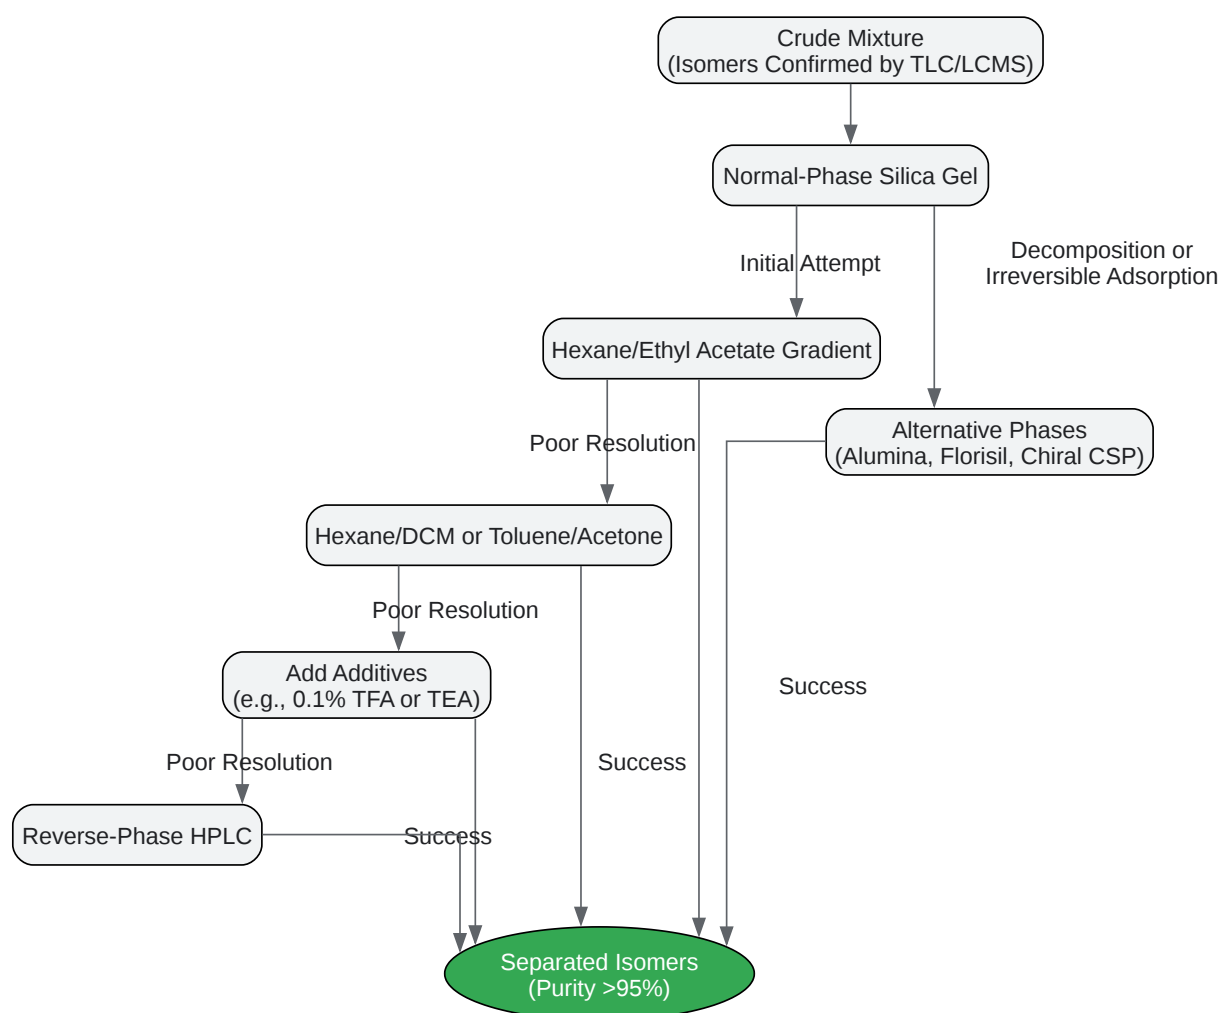 Crude Mixture
(Isomers Confirmed by TLC/LCMS)
Normal-Phase Silica Gel
Initial Attempt
Decomposition or
Irreversible Adsorption
Hexane/Ethyl Acetate Gradient
Poor Resolution
Alternative Phases
(Alumina, Florisil, Chiral CSP)
Hexane/DCM or Toluene/Acetone
Poor Resolution
Add Additives
(e.g., 0.1% TFA or TEA)
Success
Poor Resolution
Success
Reverse-Phase HPLC
Success
Separated Isomers
(Purity >95%)